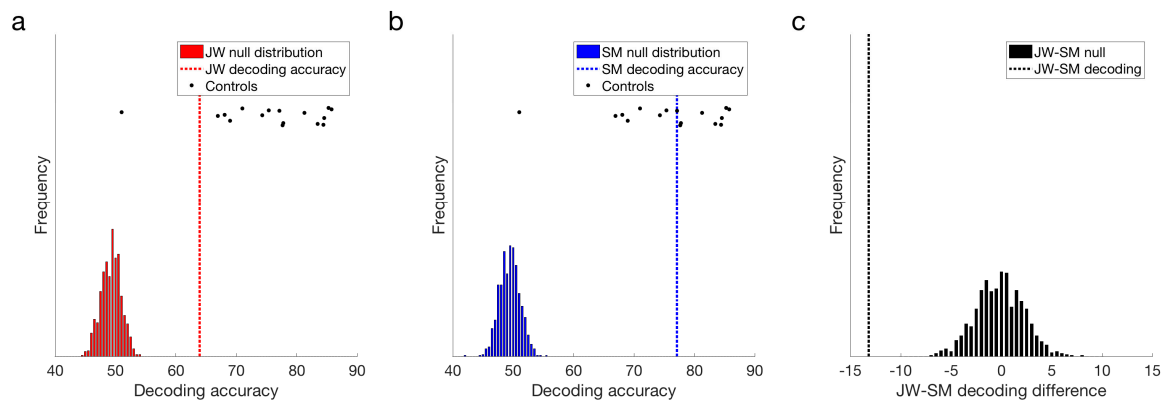 a
JW null distribution
JW decoding accuracy
Controls
Frequency
40 50 60 70 80 90
Decoding accuracy
b
SM null distribution
SM decoding accuracy
Controls
Frequency
40 50 60 70 80 90
Decoding accuracy
c
JW-SM null
JW-SM decoding
Frequency
-15 -10 -5 0 5 10 15
JW-SM decoding difference